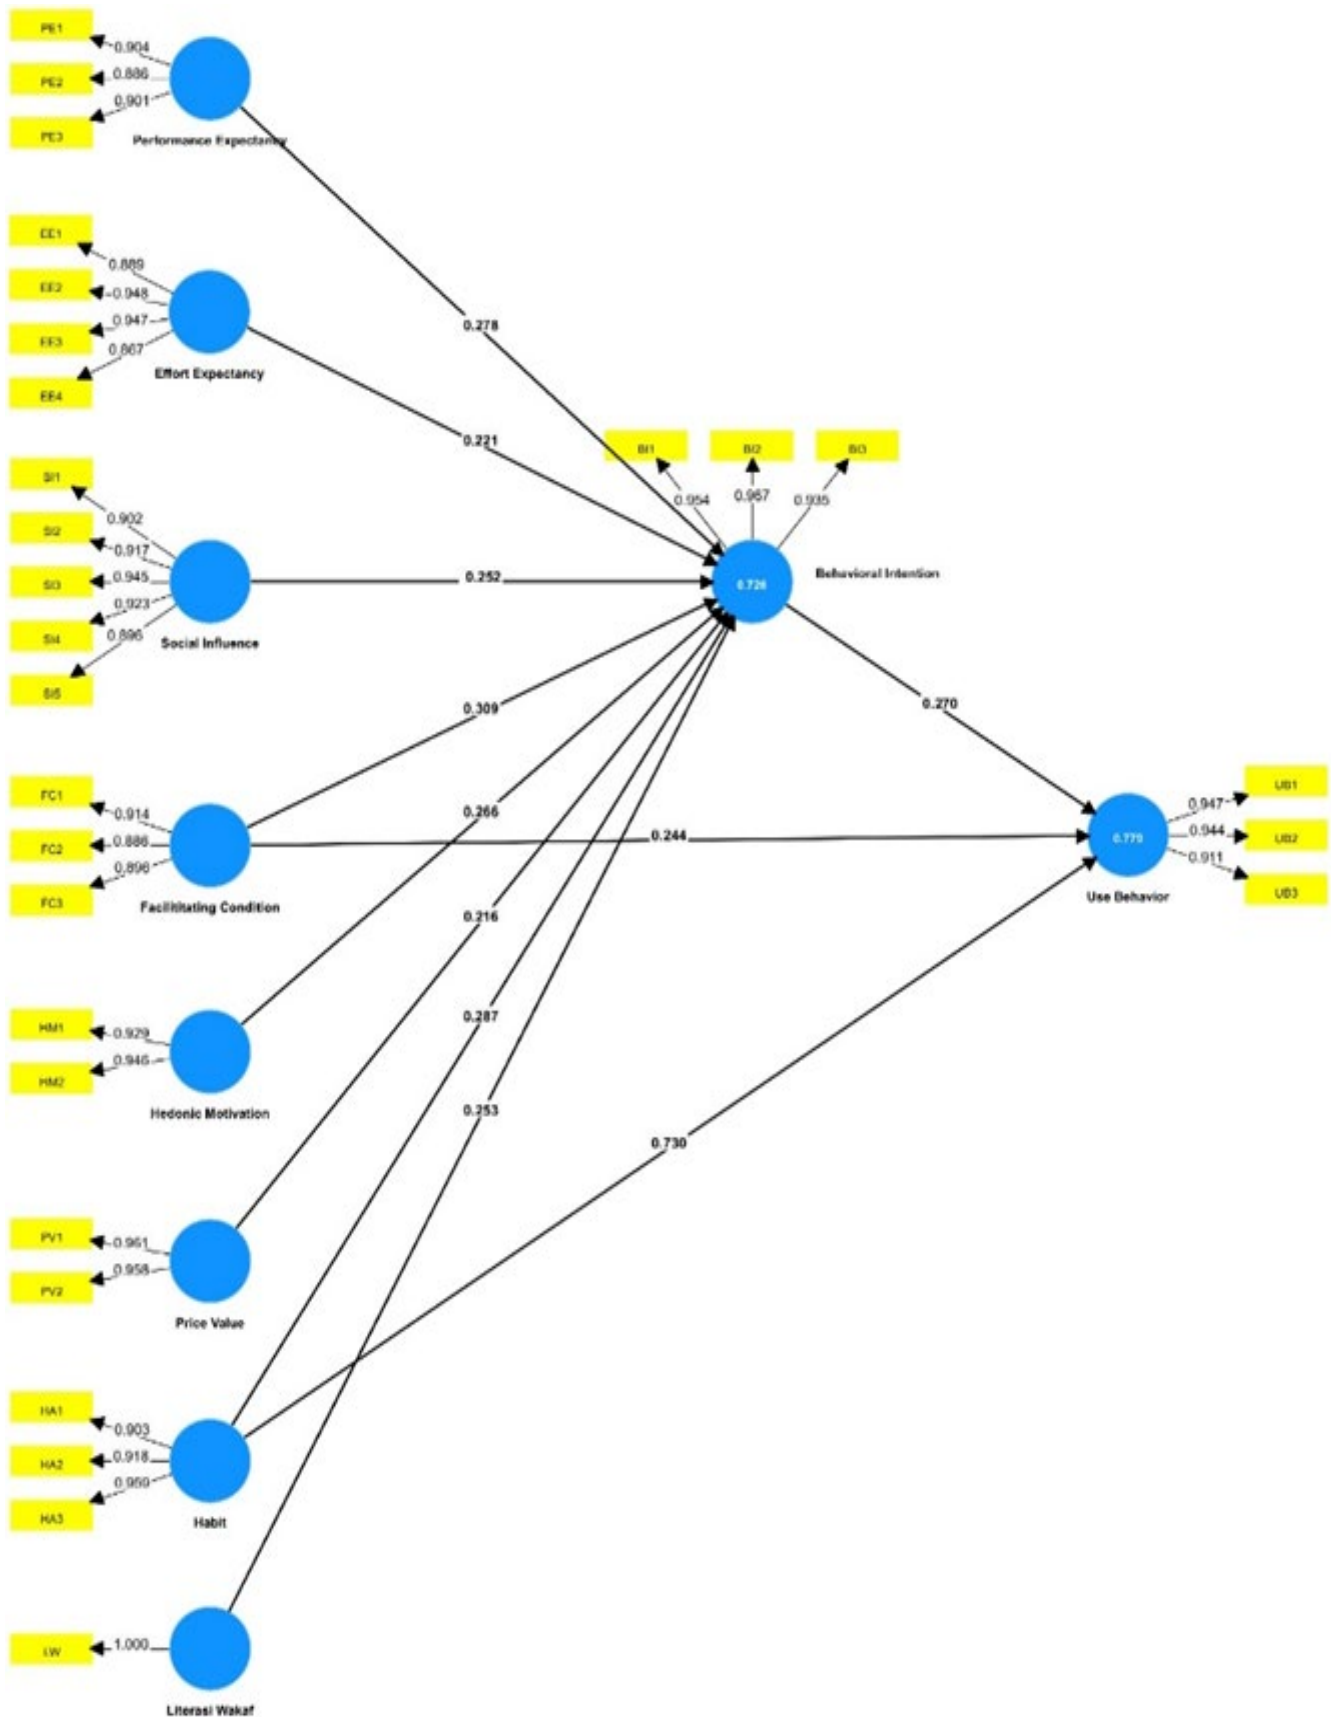 PE1
0.904
PE2
0.886
0.901
PE3
Performance Expectancy
EE1
0.889
EE2
0.948
0.947
EE3
0.867
EE4
Effort Expectancy
SI1
0.902
SI2
0.917
SI3
0.945
0.923
SI4
0.896
SI5
Social Influence
FC1
0.914
FC2
0.886
0.896
FC3
Facilititating Condition
HM1
0.929
0.946
HM2
Hedonic Motivation
PV1
0.961
0.958
PV2
Price Value
HA1
0.903
HA2
0.918
0.959
HA3
Habit
LW
1.000
Literasi Wakaf
0.278
0.221
0.252
0.309
0.266
0.244
0.216
0.287
0.253
0.730
BI1
BI2
BI3
0.954
0.967
0.935
0.726
Behavioral Intention
0.270
0.770
Use Behavior
UB1
0.947
0.944
UB2
0.911
UB3